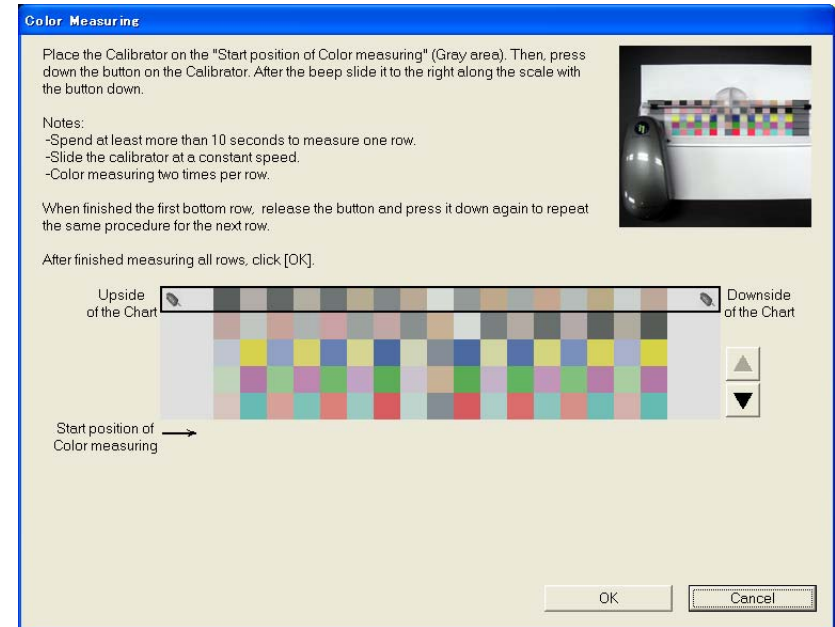 Color Measuring
Place the Calibrator on the "Start position of Color measuring" (Gray area). Then, press
down the button on the Calibrator. After the beep slide it to the right along the scale with
the button down.
Notes:
-Spend at least more than 10 seconds to measure one row.
-Slide the calibrator at a constant speed.
-Color measuring two times per row.
When finished the first bottom row, release the button and press it down again to repeat
the same procedure for the next row.
After finished measuring all rows, click [OK].
Upside
of the Chart
Downside
of the Chart
Start position of
Color measuring
OK
Cancel